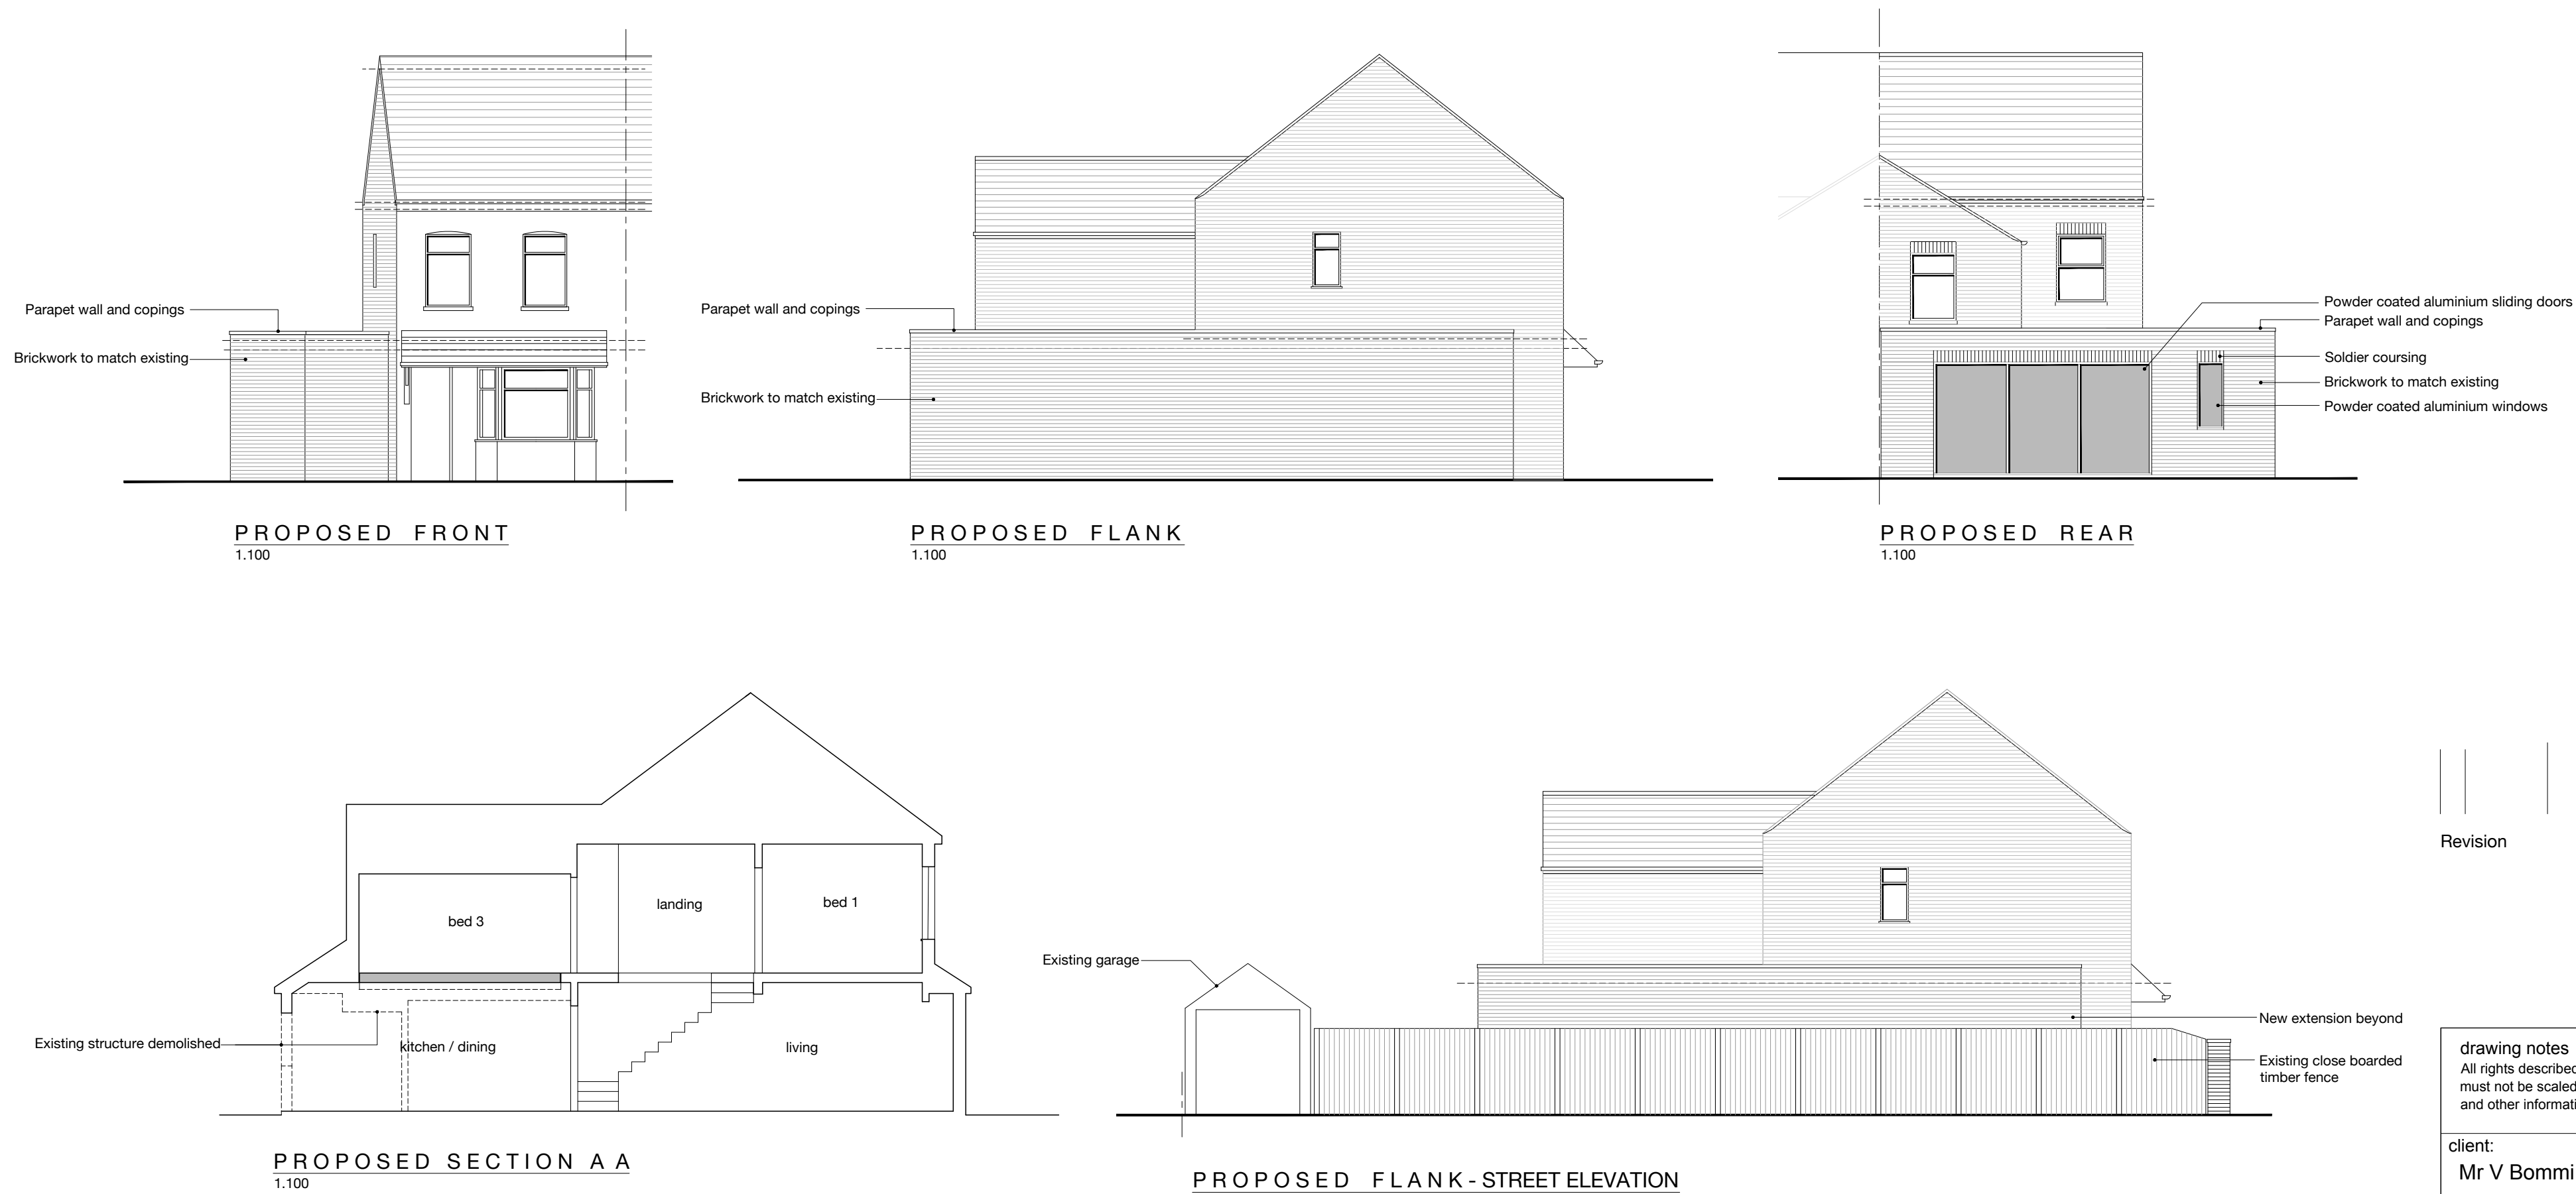 Parapet wall and copings
Brickwork to match existing
PROPOSED FRONT
1.100
Parapet wall and copings
Brickwork to match existing
PROPOSED FLANK
1.100
Powder coated aluminium sliding doors
Parapet wall and copings
Soldier coursing
Brickwork to match existing
Powder coated aluminium windows
PROPOSED REAR
1.100
bed 3
landing
bed 1
Existing structure demolished
kitchen / dining
living
PROPOSED SECTION A A
1.100
Existing garage
New extension beyond
Existing close boarded
timber fence
PROPOSED FLANK - STREET ELEVATION
Revision
drawing notes
All rights described
must not be scaled
and other informati
client:
Mr V Bommi